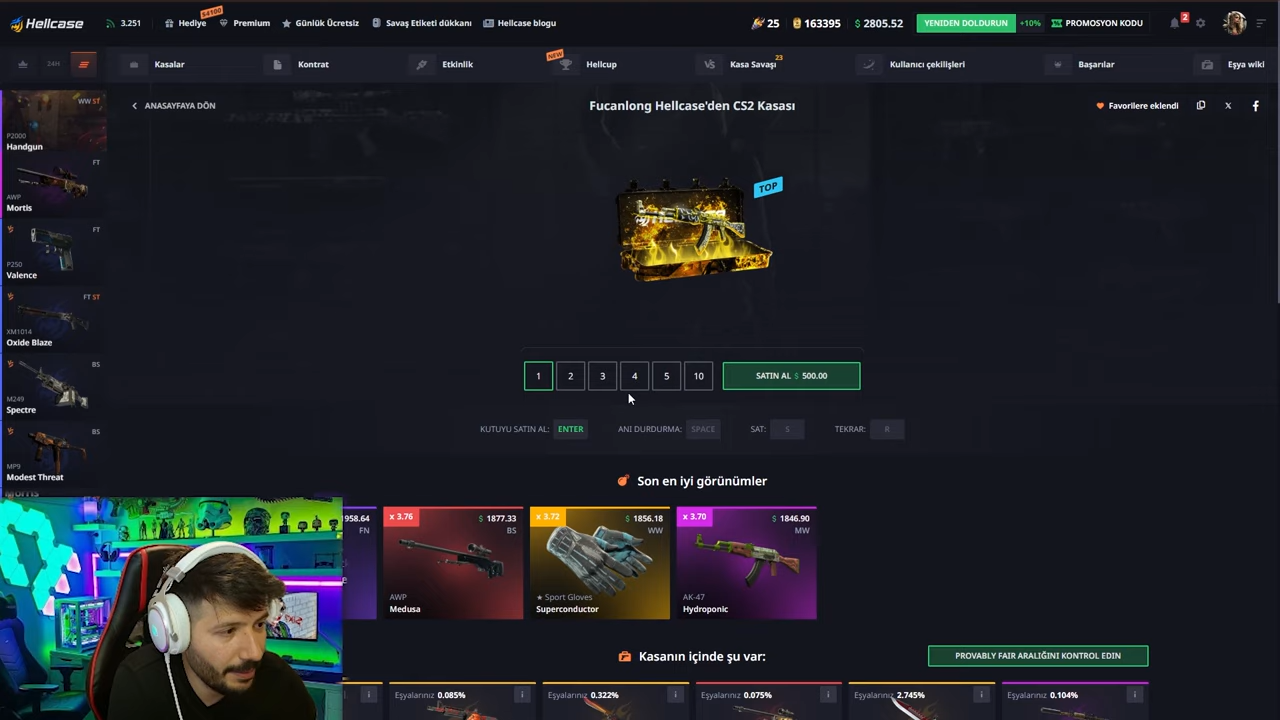 Hellcase
3.251
Hediye
$4100
Premium
Günlük Ücretsiz
Savaş Etiketi dükkanı
Hellcase blogu
25
163395
$ 2805.52
YENİDEN DOLDURUN
+10%
PROMOSYON KODU
2
24H
Kasalar
Kontrat
Etkinlik
NEW
Hellcup
VS
Kasa Savaşı
23
Kullanıcı çekilişleri
Başarılar
Eşya wiki
ANASAYFAYA DÖN
Fucanlong Hellcase'den CS2 Kasası
Favorilere eklendi
WW ST
P2000
Handgun
FT
AWP
Mortis
FT
P250
Valence
FT ST
XM1014
Oxide Blaze
BS
M249
Spectre
BS
MP9
Modest Threat
TOP
1
2
3
4
5
10
SATIN AL $ 500.00
KUTUYU SATIN AL: ENTER
ANI DURDURMA: SPACE
SAT: S
TEKRAR: R
Son en iyi görünümler
958.64
FN
x 3.76
$ 1877.33
BS
AWP
Medusa
x 3.72
$ 1856.18
WW
★ Sport Gloves
Superconductor
x 3.70
$ 1846.90
MW
AK-47
Hydroponic
Kasanın içinde şu var:
PROVABLY FAIR ARALIĞINI KONTROL EDIN
Eşyalarınız 0.085%
Eşyalarınız 0.322%
Eşyalarınız 0.075%
Eşyalarınız 2.745%
Eşyalarınız 0.104%